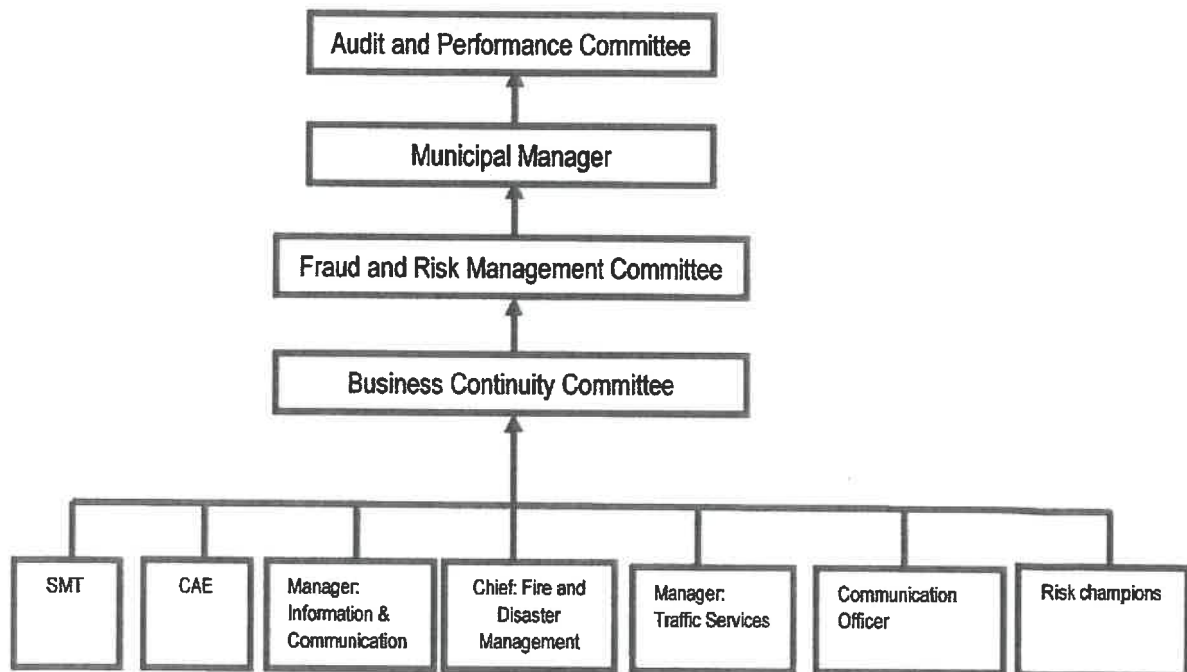 Audit and Performance Committee
Municipal Manager
Fraud and Risk Management Committee
Business Continuity Committee
SMT
CAE
Manager:
Information &
Communication
Chief: Fire and
Disaster
Management
Manager:
Traffic Services
Communication
Officer
Risk champions